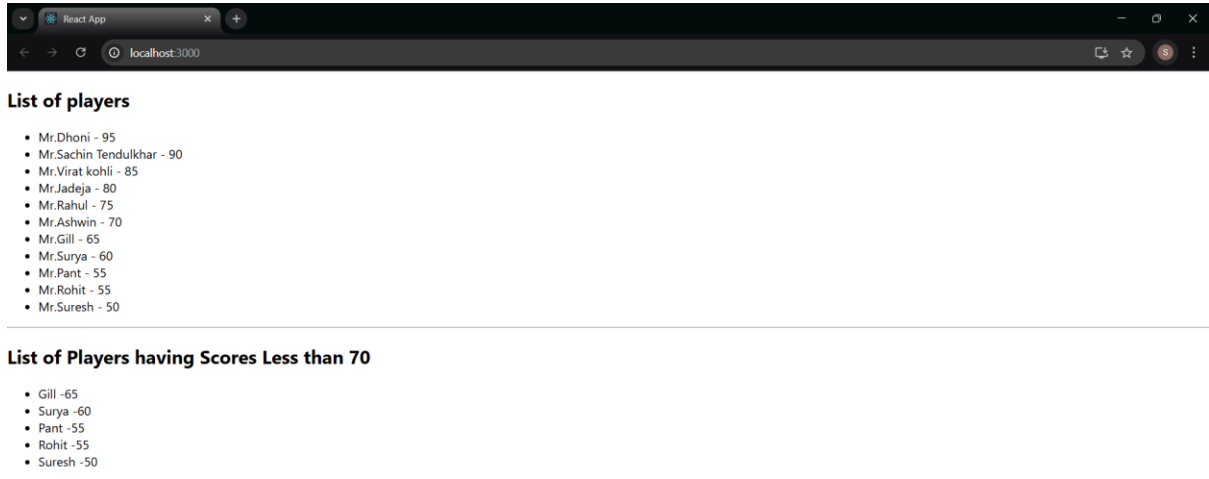 React App
localhost:3000
S
List of players
• Mr.Dhoni - 95
• Mr.Sachin Tendulkhar - 90
• Mr.Virat kohli - 85
• Mr.Jadeja - 80
• Mr.Rahul - 75
• Mr.Ashwin - 70
• Mr.Gill - 65
• Mr.Surya - 60
• Mr.Pant - 55
• Mr.Rohit - 55
• Mr.Suresh - 50
List of Players having Scores Less than 70
• Gill -65
• Surya -60
• Pant -55
• Rohit -55
• Suresh -50